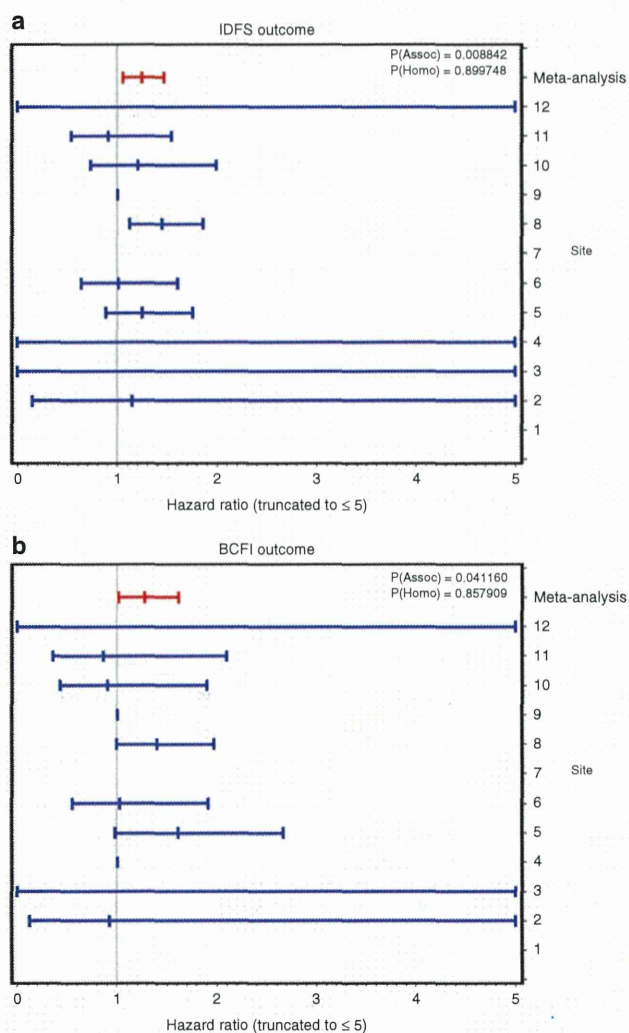 a
IDFS outcome
P(Assoc) = 0.008842
P(Homo) = 0.899748
Meta-analysis
12
11
10
9
8
7
Site
6
5
4
3
2
1
0 1 2 3 4 5
Hazard ratio (truncated to ≤ 5)
b
BCFI outcome
P(Assoc) = 0.041160
P(Homo) = 0.857909
Meta-analysis
12
11
10
9
8
7
Site
6
5
4
3
2
1
0 1 2 3 4 5
Hazard ratio (truncated to ≤ 5)